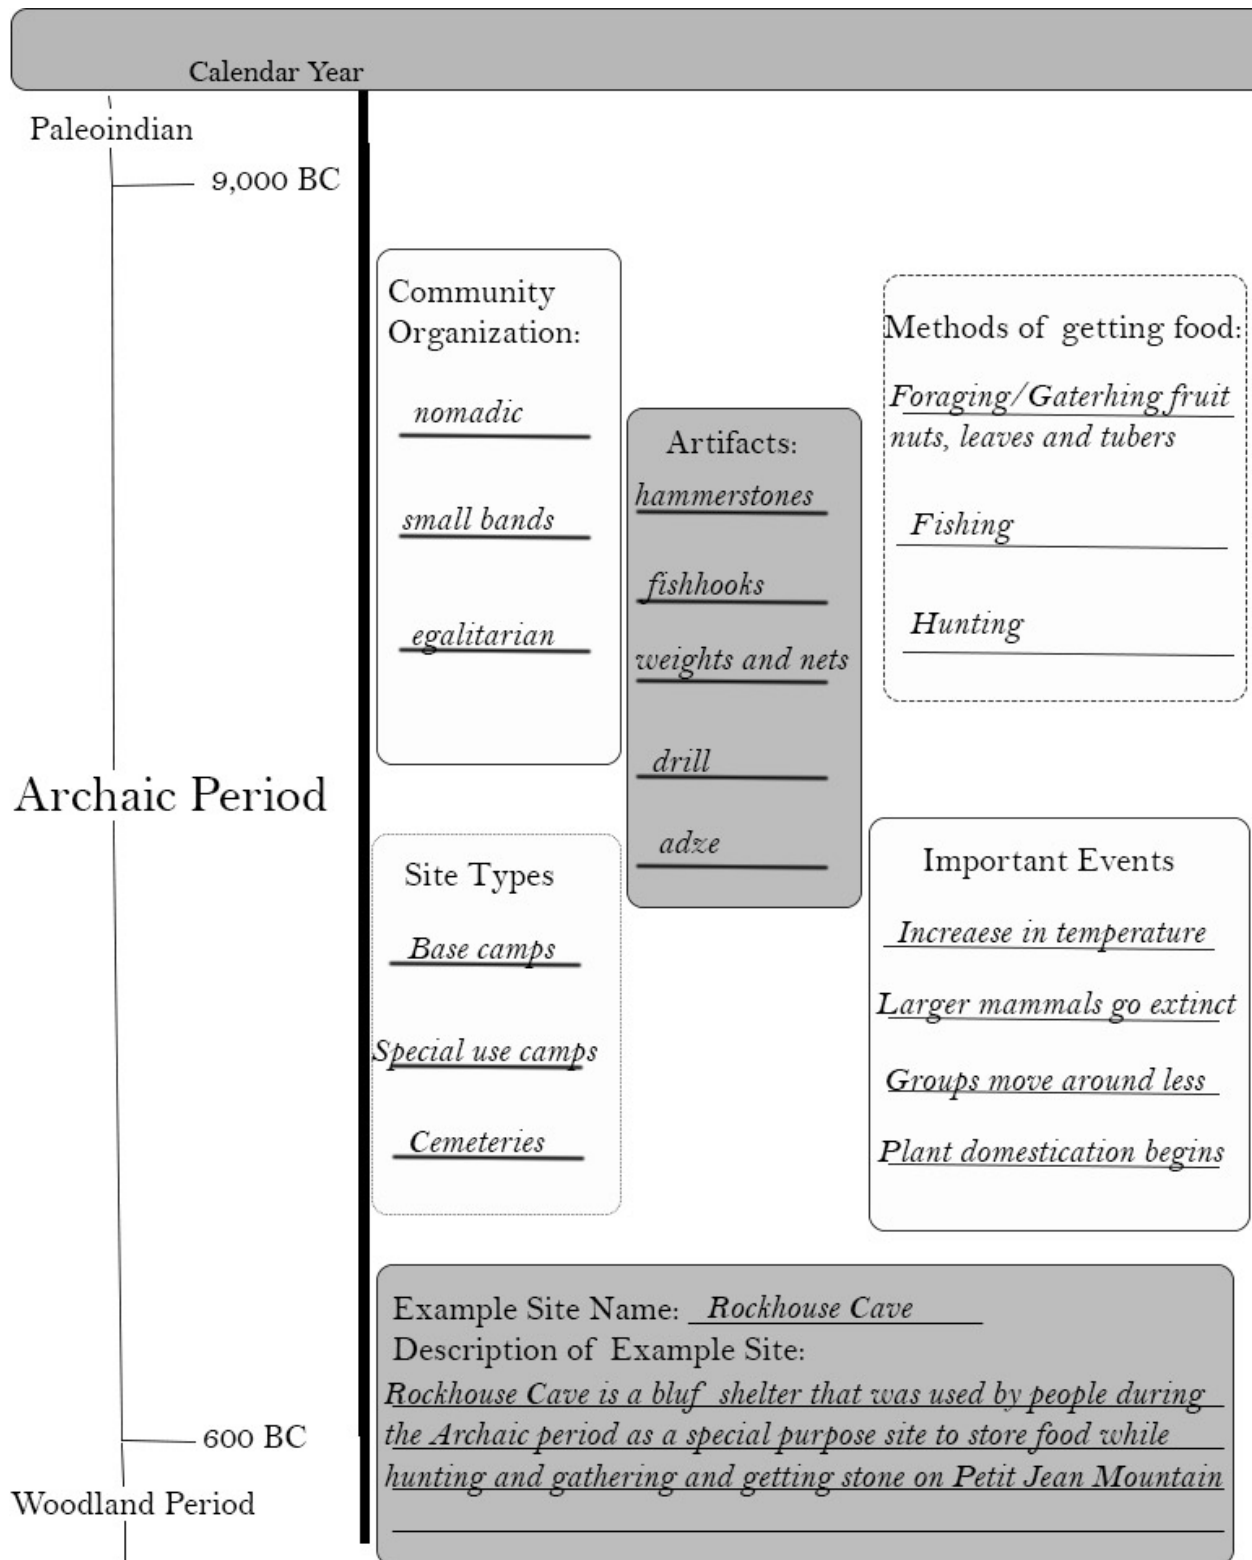 Calendar Year
Paleoindian
9,000 BC
Community
Organization:
nomadic
small bands
egalitarian
Artifacts:
hammerstones
fishhooks
weights and nets
drill
adze
Methods of getting food:
Foraging/Gaterhing fruit
nuts, leaves and tubers
Fishing
Hunting
Archaic Period
Site Types
Base camps
Special use camps
Cemeteries
Important Events
Increaese in temperature
Larger mammals go extinct
Groups move around less
Plant domestication begins
Example Site Name: Rockhouse Cave
Description of Example Site:
Rockhouse Cave is a bluf shelter that was used by people during
the Archaic period as a special purpose site to store food while
hunting and gathering and getting stone on Petit Jean Mountain
600 BC
Woodland Period